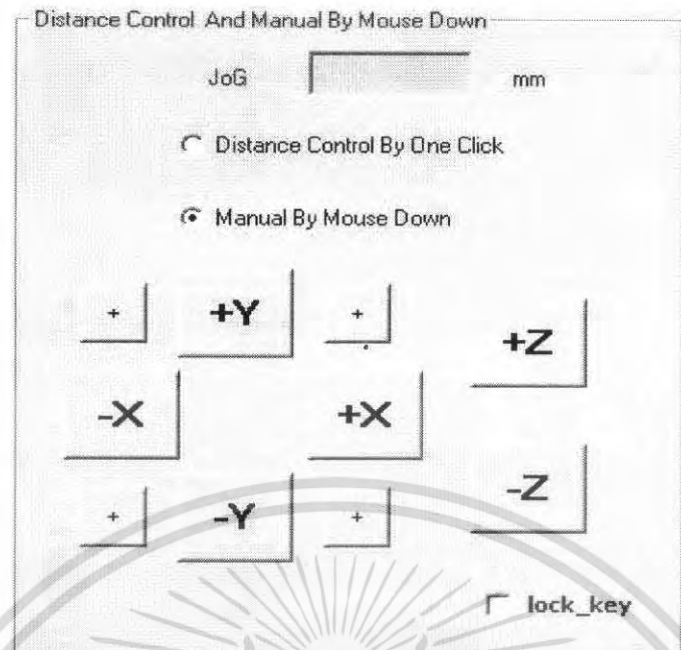 Distance Control And Manual By Mouse Down
JoG mm
Distance Control By One Click
Manual By Mouse Down
+ +Y + +Z
-X +X
+ -Y + -Z
lock_key